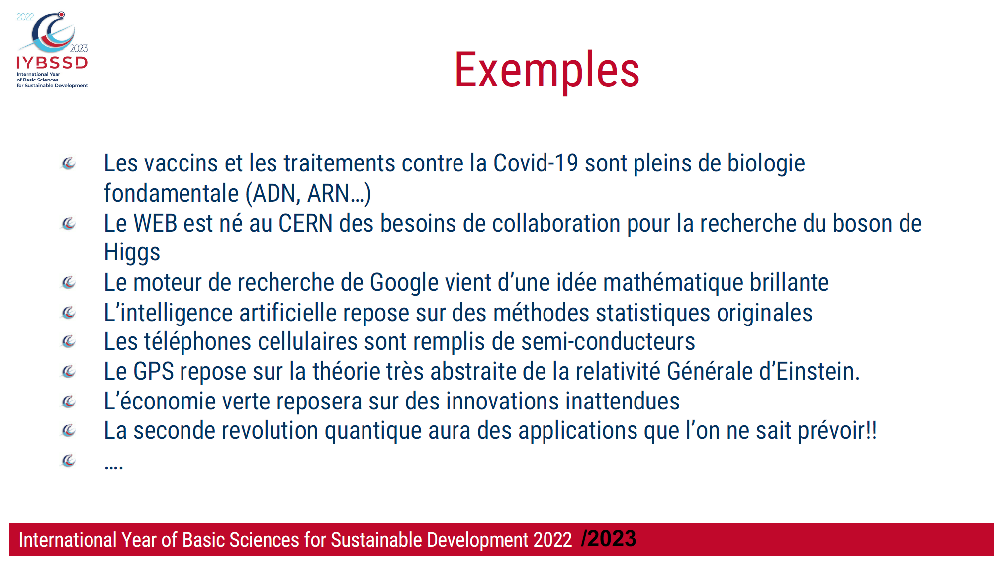 2022
2023
IYBSSD
International Year
of Basic Sciences
for Sustainable Development
Exemples
Les vaccins et les traitements contre la Covid-19 sont pleins de biologie
fondamentale (ADN, ARN…)
Le WEB est né au CERN des besoins de collaboration pour la recherche du boson de
Higgs
Le moteur de recherche de Google vient d’une idée mathématique brillante
L’intelligence artificielle repose sur des méthodes statistiques originales
Les téléphones cellulaires sont remplis de semi-conducteurs
Le GPS repose sur la théorie très abstraite de la relativité Générale d’Einstein.
L’économie verte reposera sur des innovations inattendues
La seconde revolution quantique aura des applications que l’on ne sait prévoir!!
….
International Year of Basic Sciences for Sustainable Development 2022 /2023